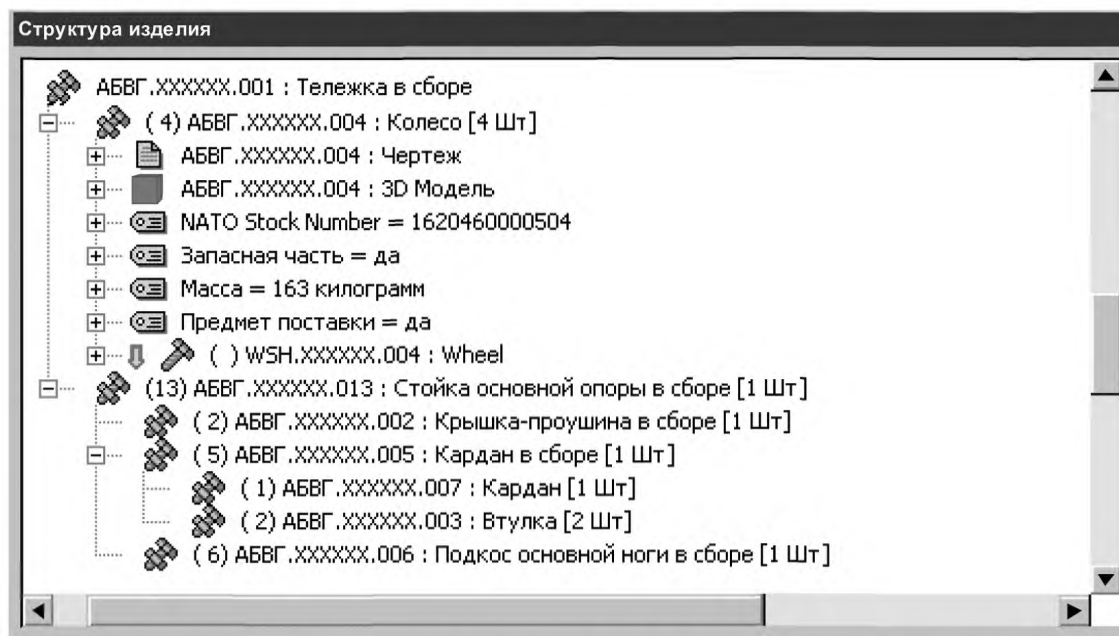 Структура изделия
АБВГ.XXXXXX.001 : Тележка в сборе
( 4) АБВГ.XXXXXX.004 : Колесо [4 Шт]
АБВГ.XXXXXX.004 : Чертеж
АБВГ.XXXXXX.004 : 3D Модель
NATO Stock Number = 1620460000504
Запасная часть = да
Масса = 163 килограмм
Предмет поставки = да
( ) WSH.XXXXXX.004 : Wheel
(13) АБВГ.XXXXXX.013 : Стойка основной опоры в сборе [1 Шт]
( 2) АБВГ.XXXXXX.002 : Крышка-проушина в сборе [1 Шт]
( 5) АБВГ.XXXXXX.005 : Кардан в сборе [1 Шт]
( 1) АБВГ.XXXXXX.007 : Кардан [1 Шт]
( 2) АБВГ.XXXXXX.003 : Втулка [2 Шт]
( 6) АБВГ.XXXXXX.006 : Подкос основной ноги в сборе [1 Шт]